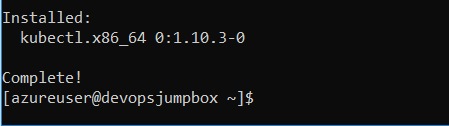 Installed:
  kubectl.x86_64 0:1.10.3-0
Complete!
[azureuser@devopsjumpbox ~]$